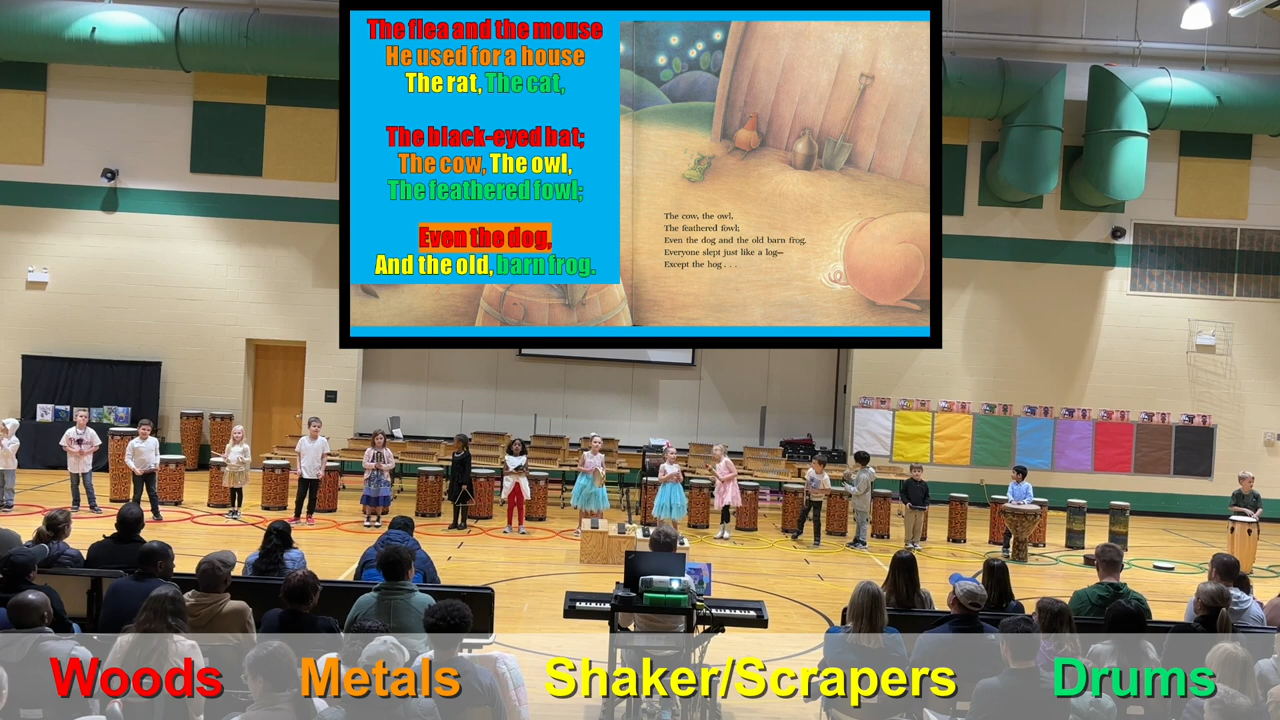 The flea and the mouse
He used for a house
The rat, The cat,
The black-eyed bat;
The cow, The owl,
The feathered fowl;
Even the dog,
And the old, barn frog.
The cow, the owl,
The feathered fowl;
Even the dog and the old barn frog.
Everyone slept just like a log—
Except the hog . . .
Woods Metals Shaker/Scrapers Drums